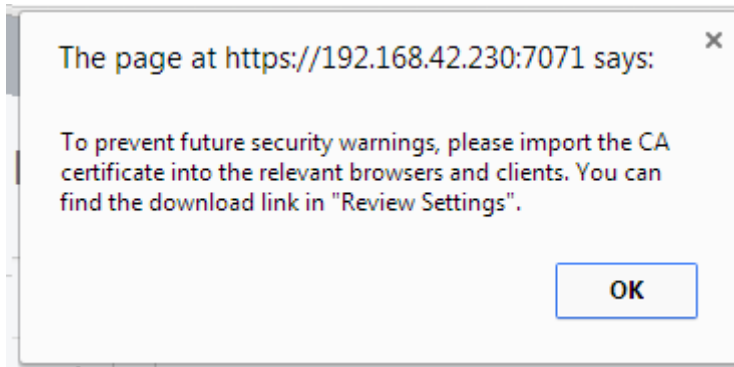 The page at https://192.168.42.230:7071 says:
To prevent future security warnings, please import the CA
certificate into the relevant browsers and clients. You can
find the download link in "Review Settings".
OK